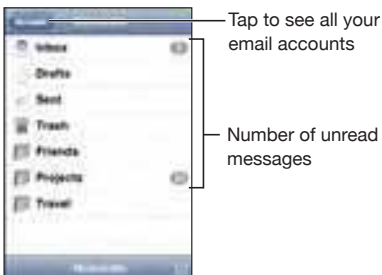 Tap to see all your
email accounts
Inbox
Drafts
Sent
Trash
Friends
Projects
Travel
Number of unread
messages